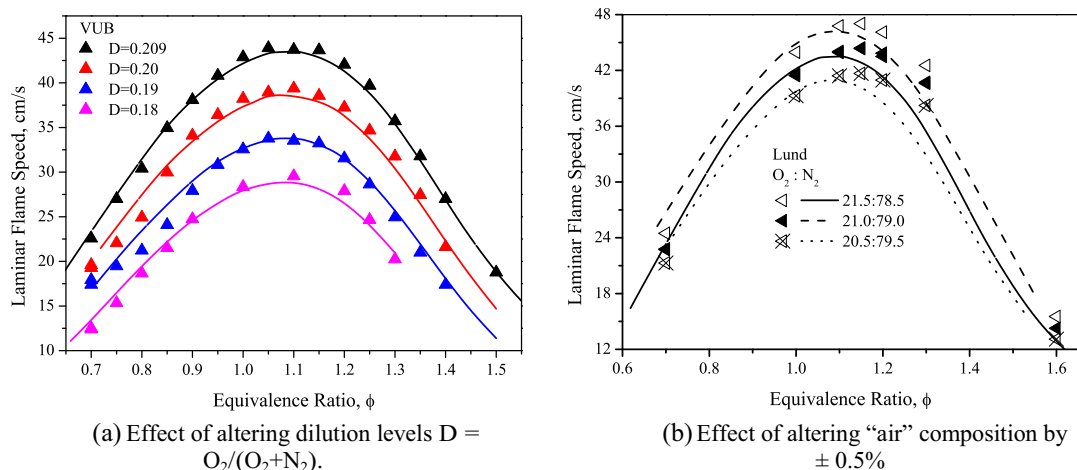 VUB
D=0.209
D=0.20
D=0.19
D=0.18
Laminar Flame Speed, cm/s
45
40
35
30
25
20
15
10
0.7 0.8 0.9 1.0 1.1 1.2 1.3 1.4 1.5
Equivalence Ratio, ϕ
(a) Effect of altering dilution levels D =
O₂/(O₂+N₂).
Laminar Flame Speed, cm/s
48
42
36
30
24
18
12
Lund
O₂ : N₂
21.5:78.5
21.0:79.0
20.5:79.5
0.6 0.8 1.0 1.2 1.4 1.6
Equivalence Ratio, ϕ
(b) Effect of altering “air” composition by
± 0.5%